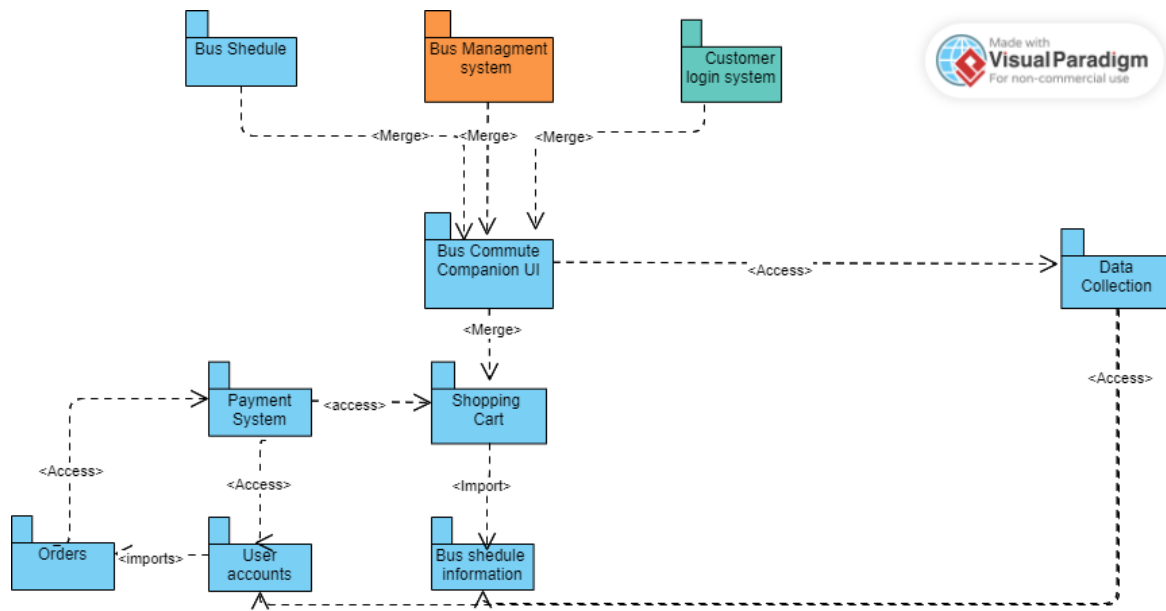 Bus Shedule
Bus Managment
system
Customer
login system
Made with
VisualParadigm
For non-commercial use
<Merge>
<Merge>
<Merge>
Bus Commute
Companion UI
<Access>
Data
Collection
<Merge>
Payment
System
<access>
Shopping
Cart
<Access>
<Access>
<Access>
<Import>
Orders
<imports>
User
accounts
Bus shedule
information